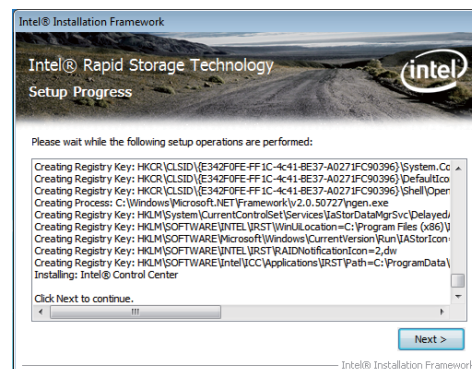 Intel® Installation Framework
Intel® Rapid Storage Technology
Setup Progress
intel
Please wait while the following setup operations are performed:
Creating Registry Key: HKCR\CLSID\{E342F0FE-FF1C-4c41-BE37-A0271FC90396}\System.Co
Creating Registry Key: HKCR\CLSID\{E342F0FE-FF1C-4c41-BE37-A0271FC90396}\DefaultIco
Creating Registry Key: HKCR\CLSID\{E342F0FE-FF1C-4c41-BE37-A0271FC90396}\Shell\Open
Creating Process: C:\Windows\Microsoft.NET\Framework\v2.0.50727\ngen.exe
Creating Registry Key: HKLM\System\CurrentControlSet\Services\IaStorDataMgrSvc\DelayedA
Creating Registry Key: HKLM\SOFTWARE\INTEL\IRST\WinUiLocation=C:\Program Files (x86)\I
Creating Registry Key: HKLM\SOFTWARE\Microsoft\Windows\CurrentVersion\Run\IAStorIcon=
Creating Registry Key: HKLM\SOFTWARE\INTEL\IRST\RAIDNotificationIcon=2,dw
Creating Registry Key: HKLM\SOFTWARE\Intel\ICC\Applications\IRST\Path=C:\ProgramData\
Installing: Intel® Control Center
Click Next to continue.
Next >
Intel® Installation Framework